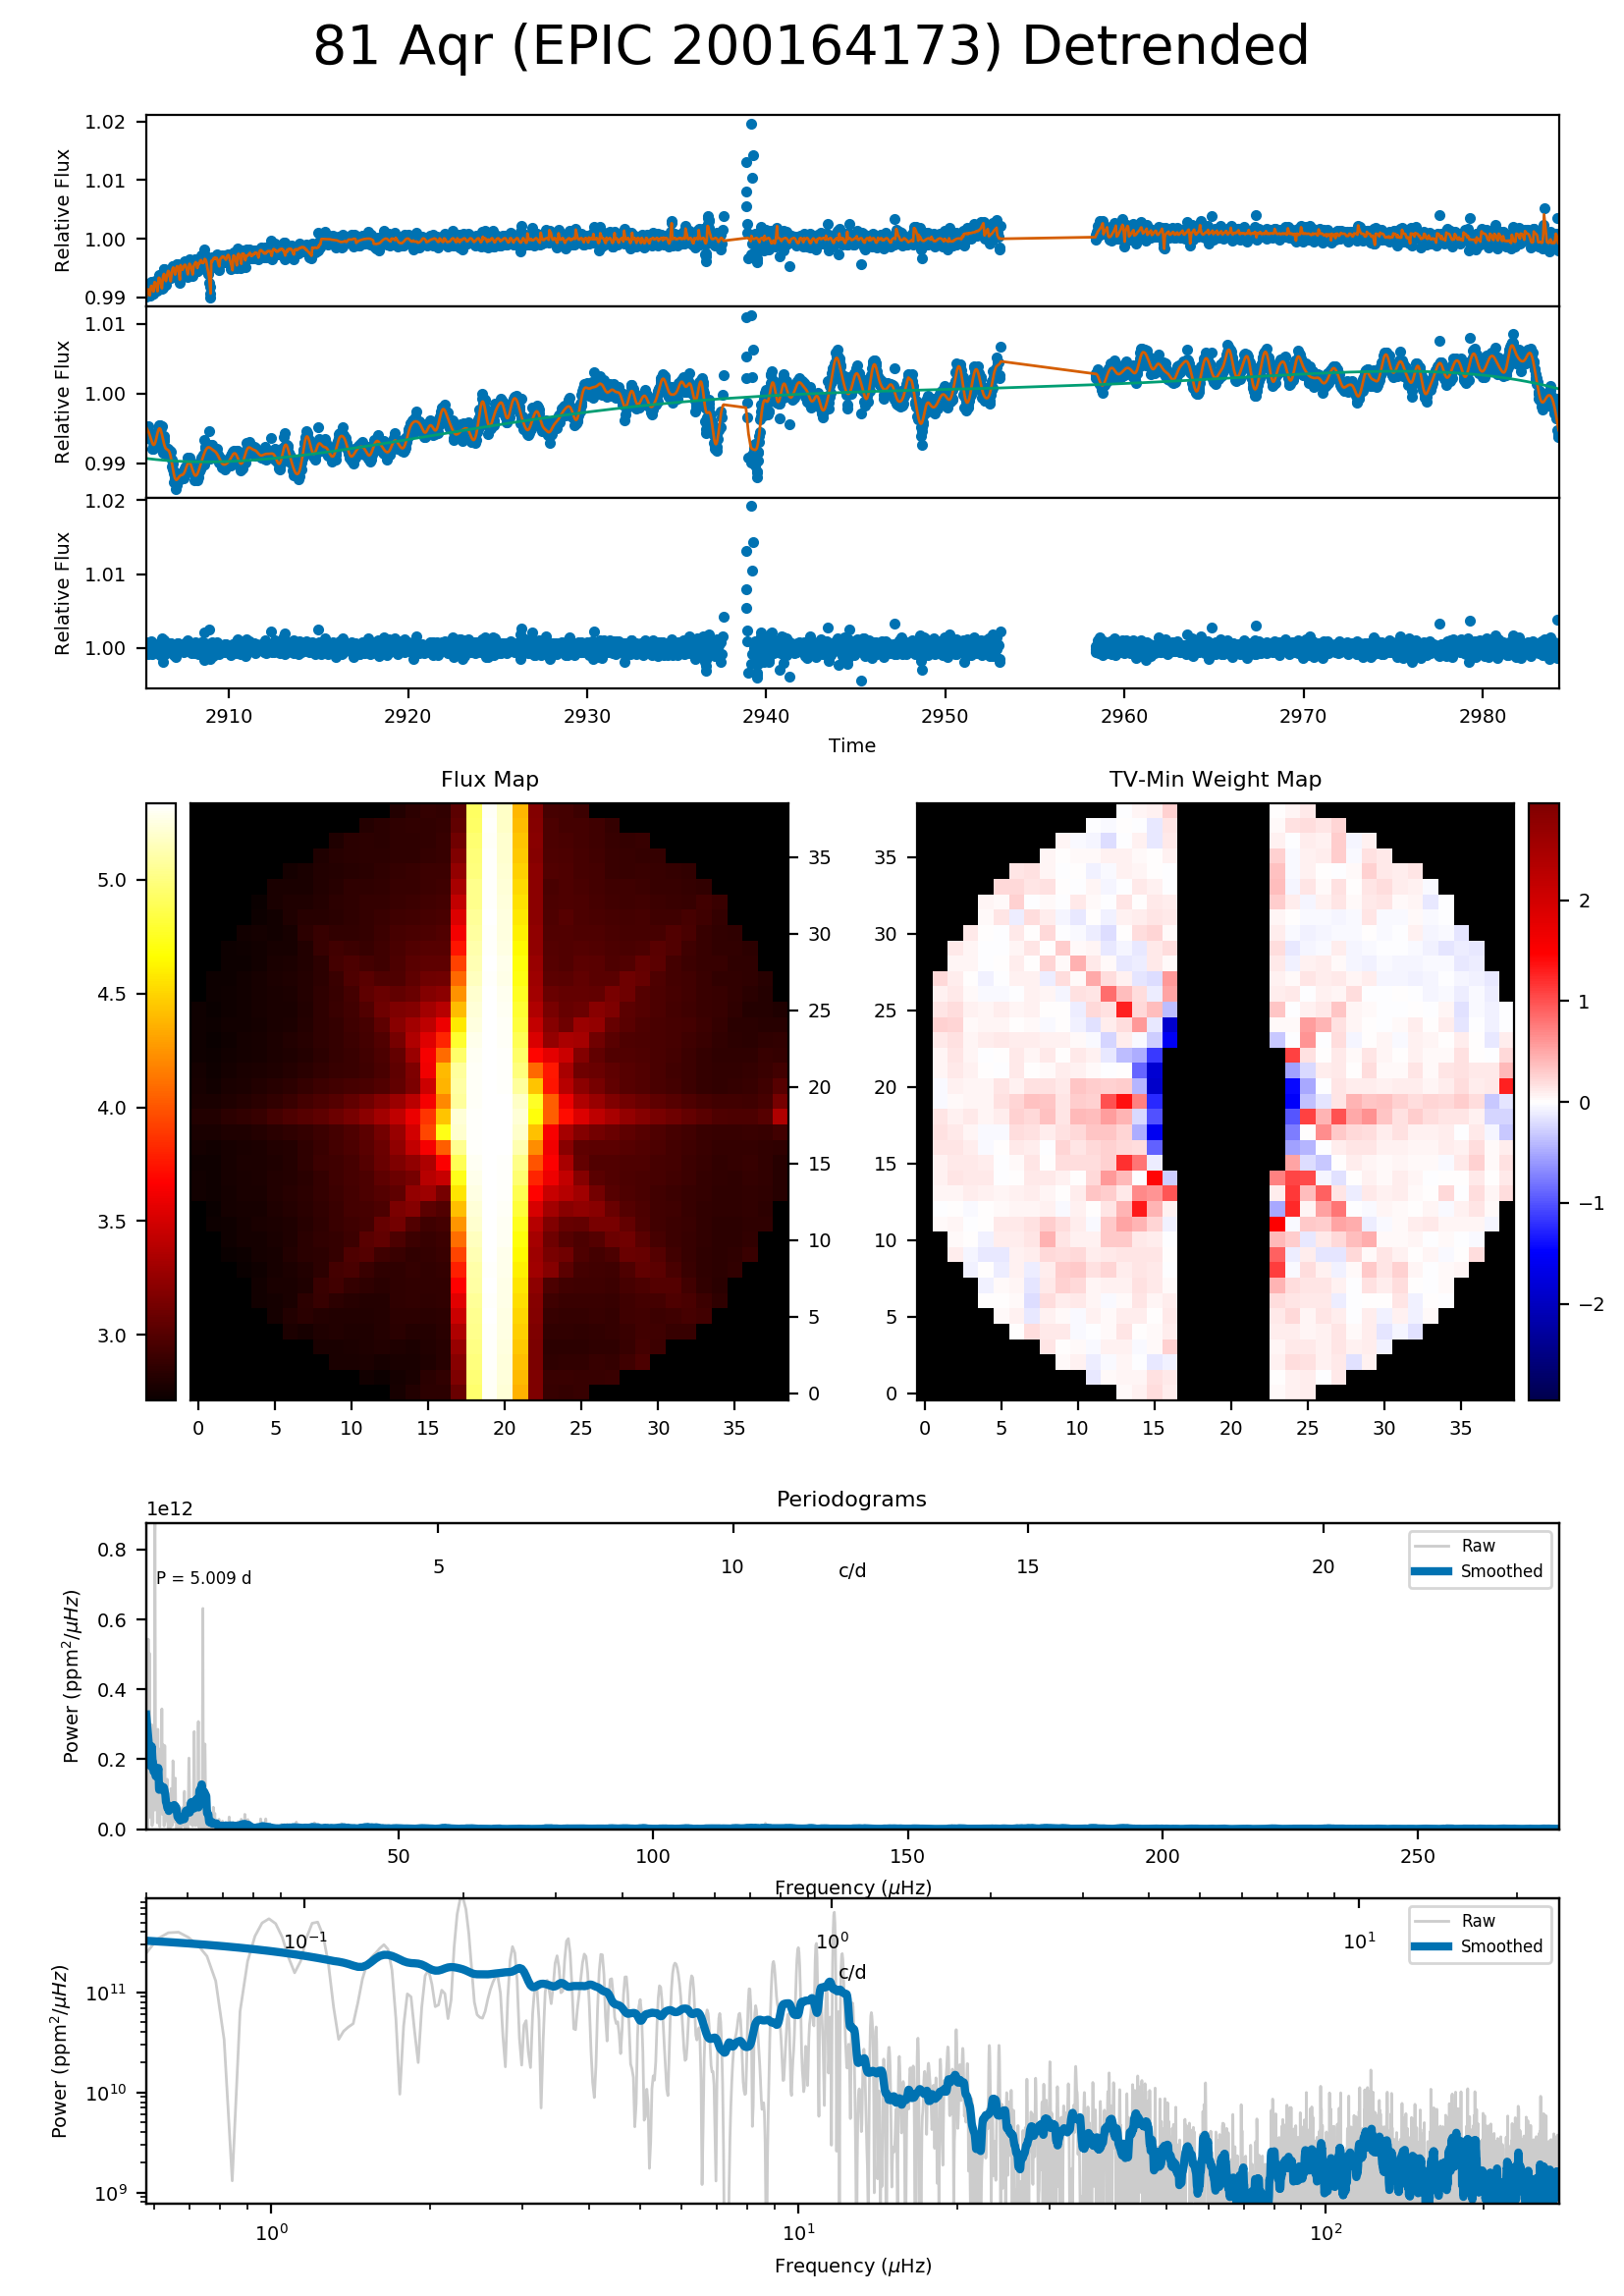 81 Aqr (EPIC 200164173) Detrended
1.02
1.01
1.00
0.99
Relative Flux
1.01
1.00
0.99
Relative Flux
1.02
1.01
1.00
Relative Flux
2910 2920 2930 2940 2950 2960 2970 2980
Time
Flux Map
5.0
4.5
4.0
3.5
3.0
35
30
25
20
15
10
5
0
0 5 10 15 20 25 30 35
TV-Min Weight Map
35
30
25
20
15
10
5
0
0 5 10 15 20 25 30 35
2
1
0
−1
−2
Periodograms
1e12
5 10 15 20
c/d
P = 5.009 d
Raw
Smoothed
0.8
0.6
0.4
0.2
0.0
Power (ppm²/μHz)
50 100 150 200 250
Frequency (μHz)
10⁻¹ 10⁰ 10¹
c/d
Raw
Smoothed
10¹¹
10¹⁰
10⁹
Power (ppm²/μHz)
10⁰ 10¹ 10²
Frequency (μHz)